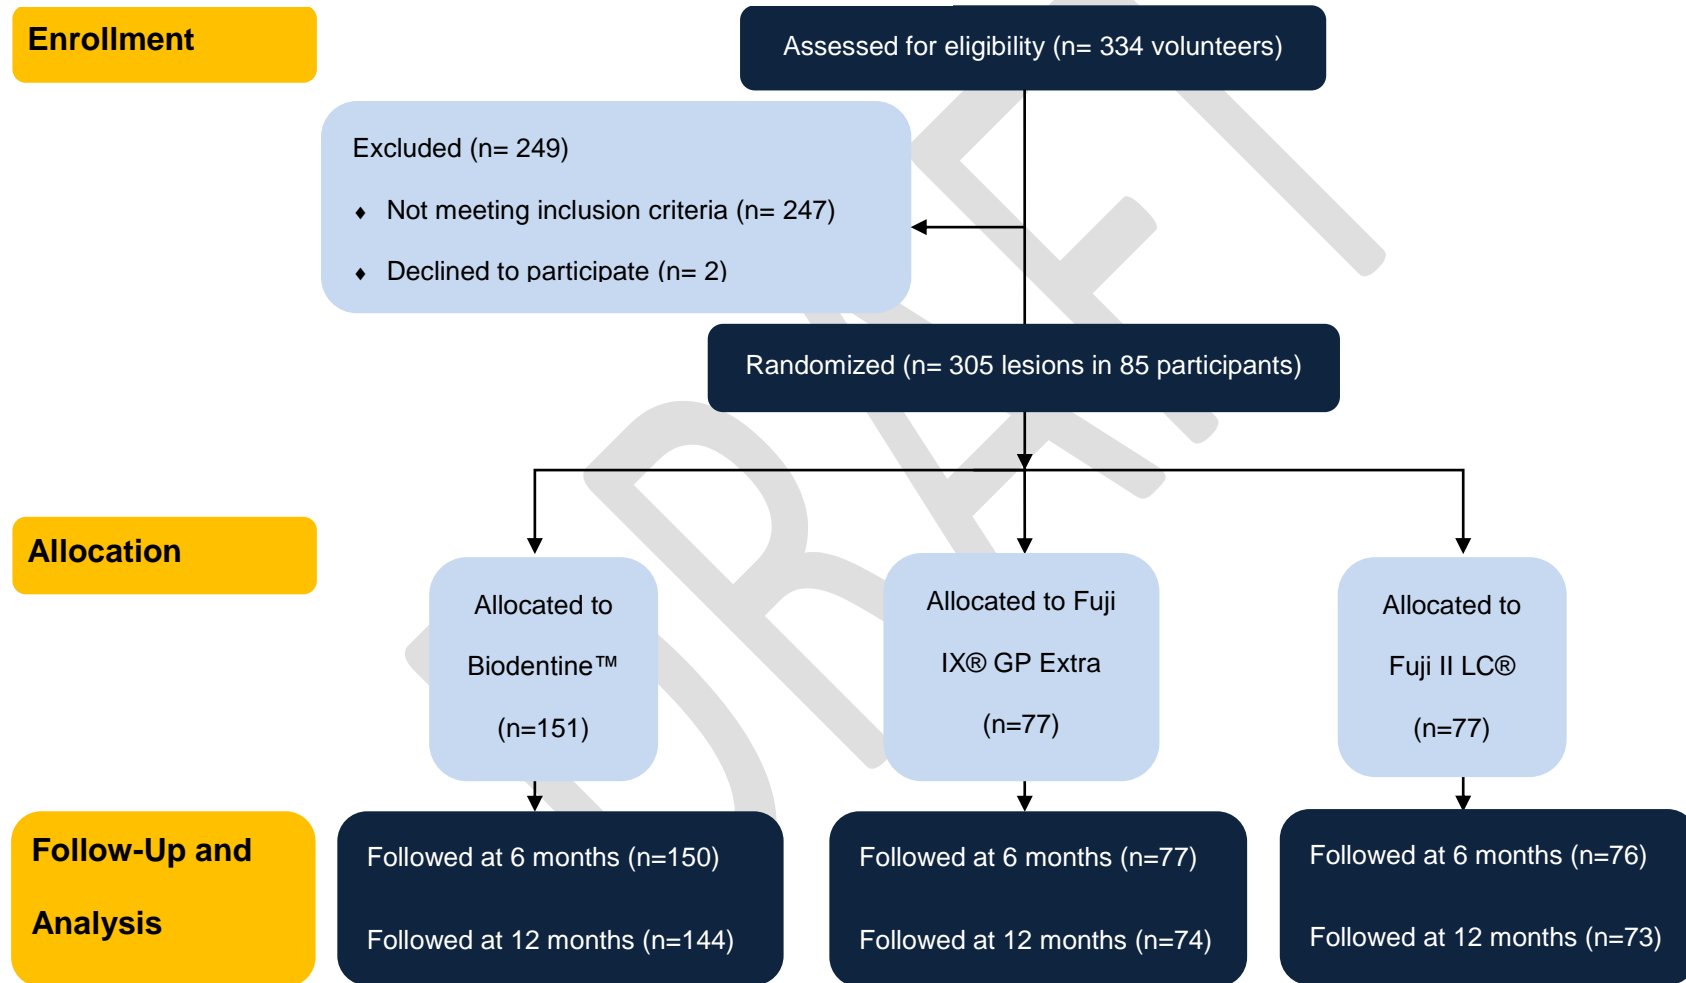 Enrollment
Assessed for eligibility (n= 334 volunteers)
Excluded (n= 249)
♦ Not meeting inclusion criteria (n= 247)
♦ Declined to participate (n= 2)
Randomized (n= 305 lesions in 85 participants)
Allocation
Allocated to
Biodentine™
(n=151)
Allocated to Fuji
IX® GP Extra
(n=77)
Allocated to
Fuji II LC®
(n=77)
Follow-Up and
Analysis
Followed at 6 months (n=150)
Followed at 12 months (n=144)
Followed at 6 months (n=77)
Followed at 12 months (n=74)
Followed at 6 months (n=76)
Followed at 12 months (n=73)
DRAFT